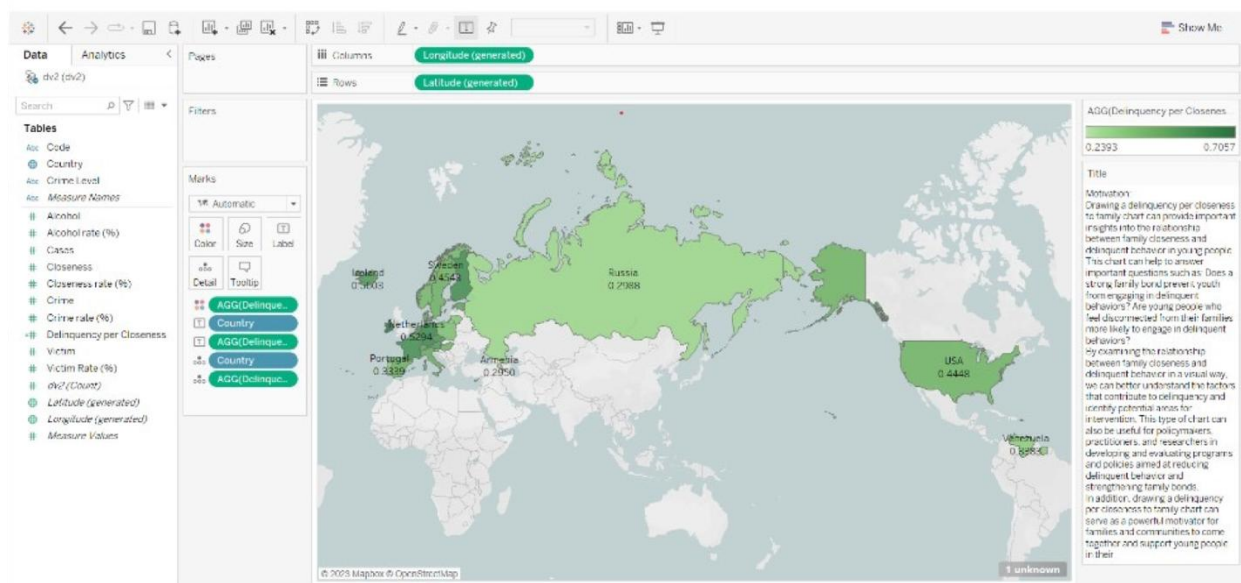 Show Me
Data Analytics
Pages
Columns Longitude (generated)
dv2 (dv2)
Rows Latitude (generated)
Search
Filters
Tables
Abc Code
Country
Abc Crime Level
Abc Measure Names
Alcohol
Alcohol rate (%)
Cases
Closeness
Closeness rate (%)
Crime
Crime rate (%)
Delinquency per Closeness
Victim
Victim Rate (%)
dv2 (Count)
Latitude (generated)
Longitude (generated)
Measure Values
Marks
Automatic
Color Size Label
Detail Tooltip
AGG(Delinque..
Country
AGG(Delinque..
Country
AGG(Delinque..
Iceland
Sweden
0.4543
Netherlands
0.5294
Portugal
0.3339
Armenia
0.2950
Russia
0.2988
USA
0.4448
Venezuela
© 2023 Mapbox © OpenStreetMap
1 unknown
AGG(Delinquency per Closenes...
0.2393 0.7057
Title
Motivation:
Drawing a delinquency per closeness
to family chart can provide important
insights into the relationship
between family closeness and
delinquent behavior in young people.
This chart can help to answer
important questions such as: Does a
strong family bond prevent youth
from engaging in delinquent
behaviors? Are young people who
feel disconnected from their families
more likely to engage in delinquent
behaviors?
By examining the relationship
between family closeness and
delinquent behavior in a visual way,
we can better understand the factors
that contribute to delinquency and
identify potential areas for
intervention. This type of chart can
also be useful for policymakers,
practitioners, and researchers in
developing and evaluating programs
and policies aimed at reducing
delinquent behavior and
strengthening family bonds.
In addition, drawing a delinquency
per closeness to family chart can
serve as a powerful motivator for
families and communities to come
together and support young people
in their